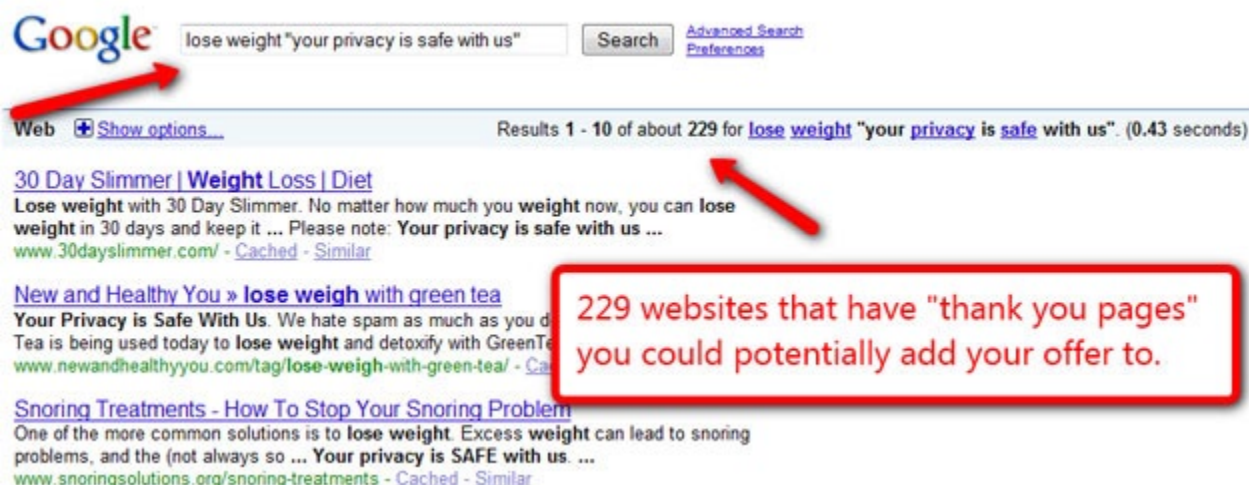 Google lose weight "your privacy is safe with us" Search Advanced Search
Preferences
Web Show options... Results 1 - 10 of about 229 for lose weight "your privacy is safe with us". (0.43 seconds)
30 Day Slimmer | Weight Loss | Diet
Lose weight with 30 Day Slimmer. No matter how much you weight now, you can lose
weight in 30 days and keep it ... Please note: Your privacy is safe with us ...
www.30dayslimmer.com/ - Cached - Similar
New and Healthy You » lose weigh with green tea
Your Privacy is Safe With Us. We hate spam as much as you
Tea is being used today to lose weight and detoxify with
www.newandhealthyyou.com/tag/lose-weigh-with-green-tea/ -
229 websites that have "thank you pages"
you could potentially add your offer to.
Snoring Treatments - How To Stop Your Snoring Problem
One of the more common solutions is to lose weight. Excess weight can lead to snoring
problems, and the (not always so ... Your privacy is SAFE with us. ...
www.snoringsolutions.org/snoring-treatments - Cached - Similar